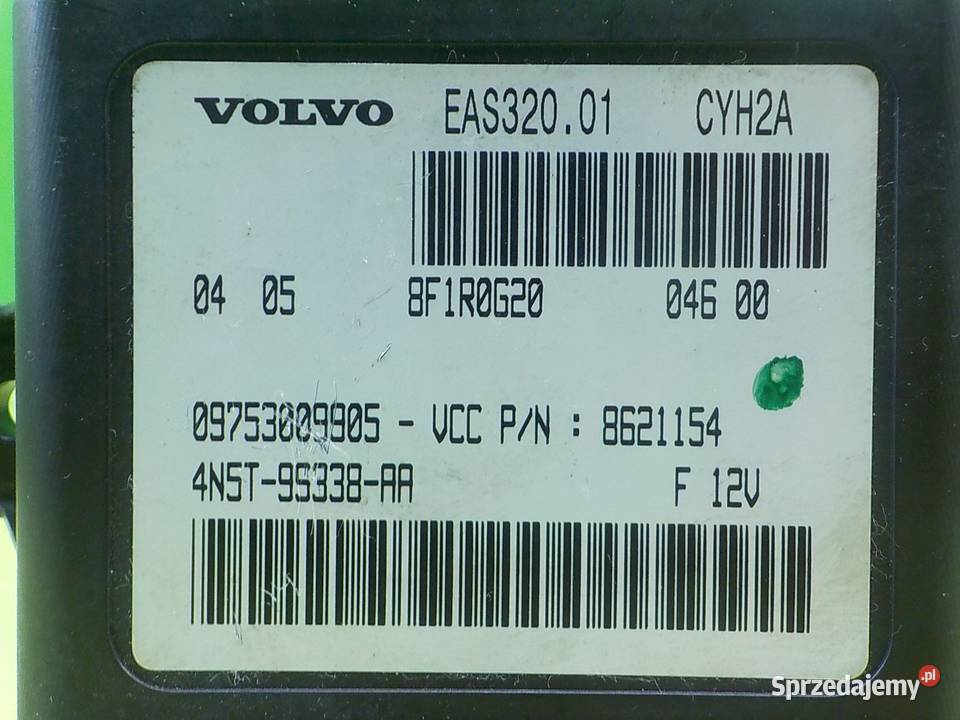 VOLVO EAS320.01 CYH2A
04 05 8F1R0G20 046 00
09753009905 - VCC P/N : 8621154
4N5T-9S338-AA F 12V
Sprzedajemy.pl